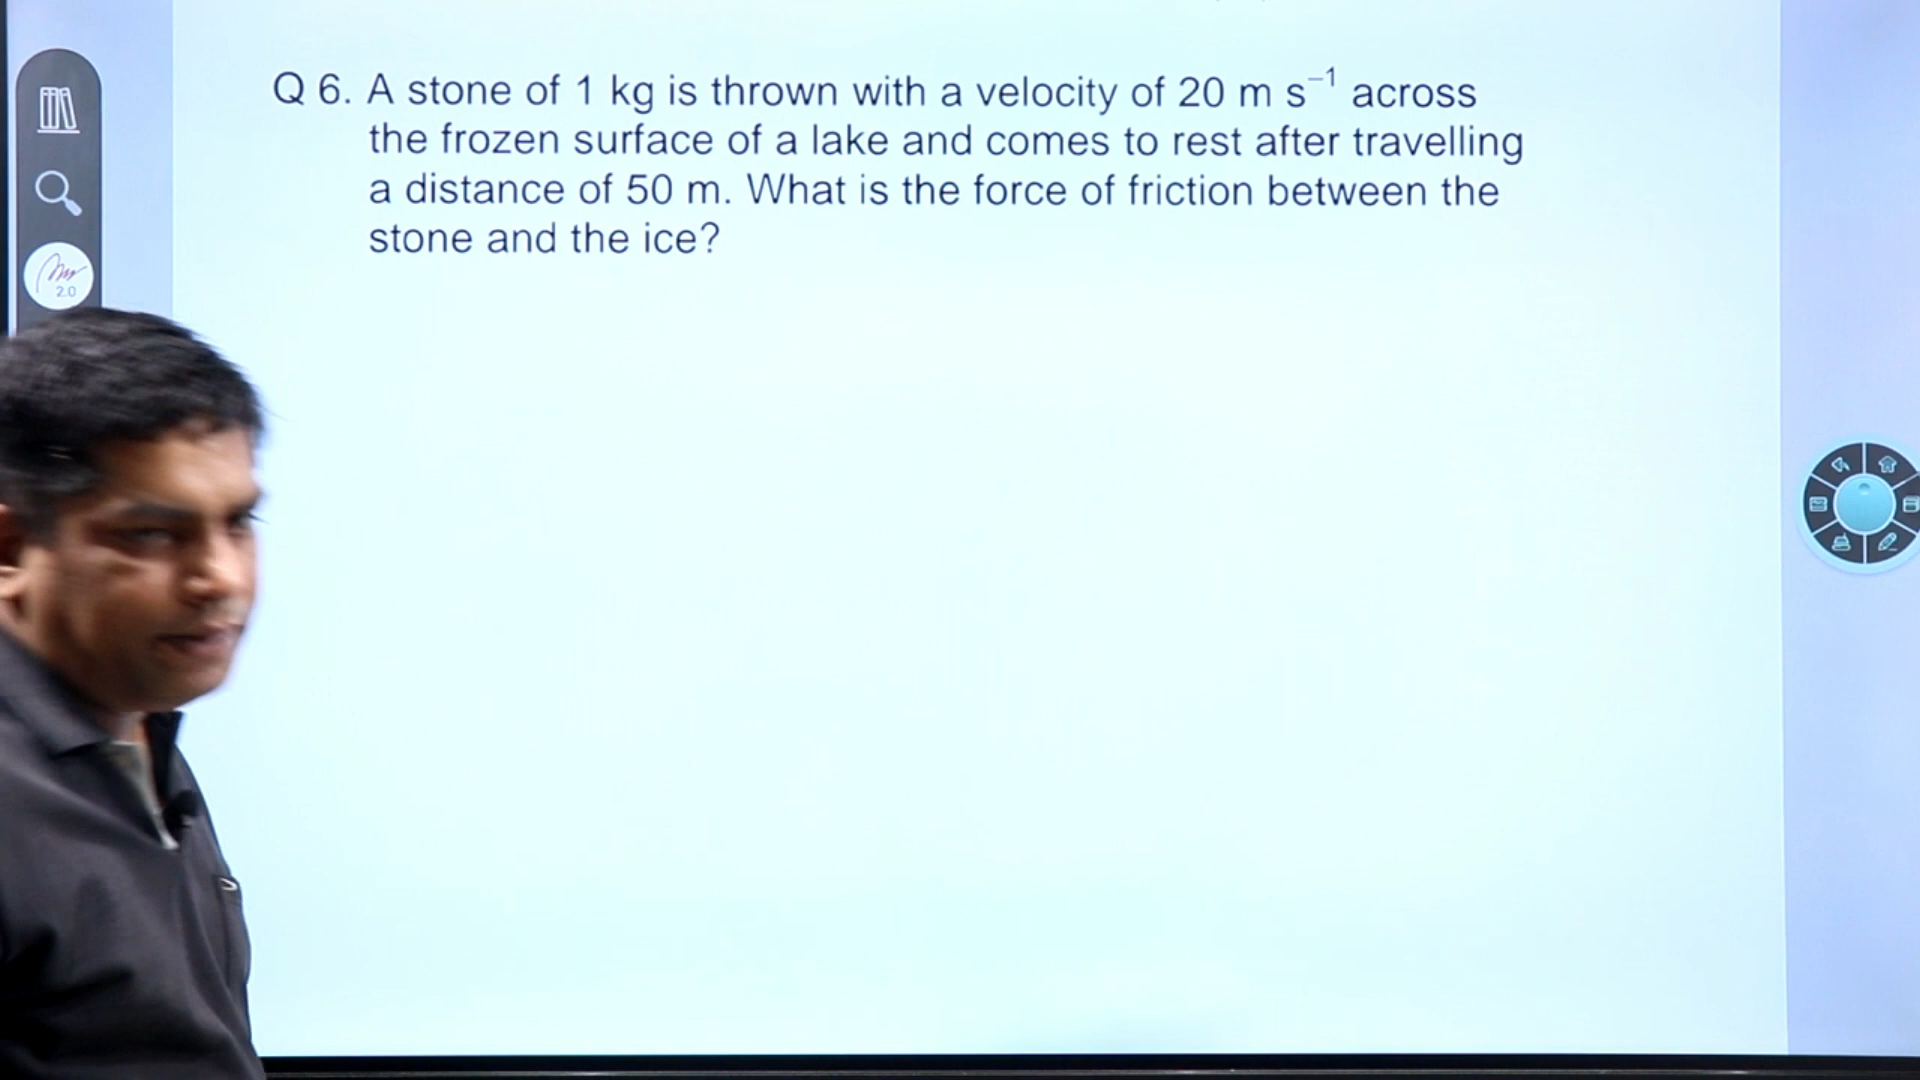 Q 6. A stone of 1 kg is thrown with a velocity of 20 m s⁻¹ across
the frozen surface of a lake and comes to rest after travelling
a distance of 50 m. What is the force of friction between the
stone and the ice?
2.0